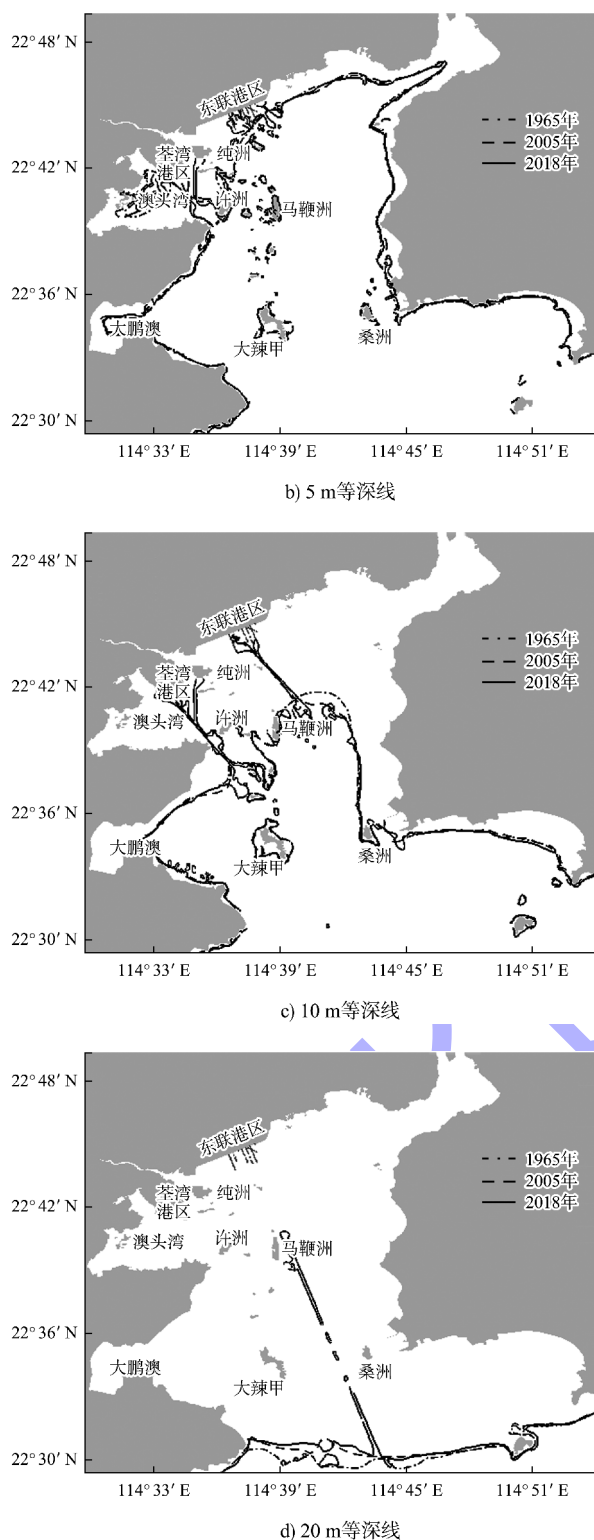 22°48′ N
东联港区
1965年
2005年
2018年
22°42′ N
荃湾
港区
纯洲
澳头湾
许洲
马鞭洲
22°36′ N
大鹏澳
大辣甲
桑洲
22°30′ N
114°33′ E
114°39′ E
114°45′ E
114°51′ E
b) 5 m等深线
22°48′ N
东联港区
1965年
2005年
2018年
22°42′ N
荃湾
港区
纯洲
澳头湾
许洲
马鞭洲
22°36′ N
大鹏澳
大辣甲
桑洲
22°30′ N
114°33′ E
114°39′ E
114°45′ E
114°51′ E
c) 10 m等深线
22°48′ N
东联港区
1965年
2005年
2018年
22°42′ N
荃湾
港区
纯洲
澳头湾
许洲
马鞭洲
22°36′ N
大鹏澳
大辣甲
桑洲
22°30′ N
114°33′ E
114°39′ E
114°45′ E
114°51′ E
d) 20 m等深线